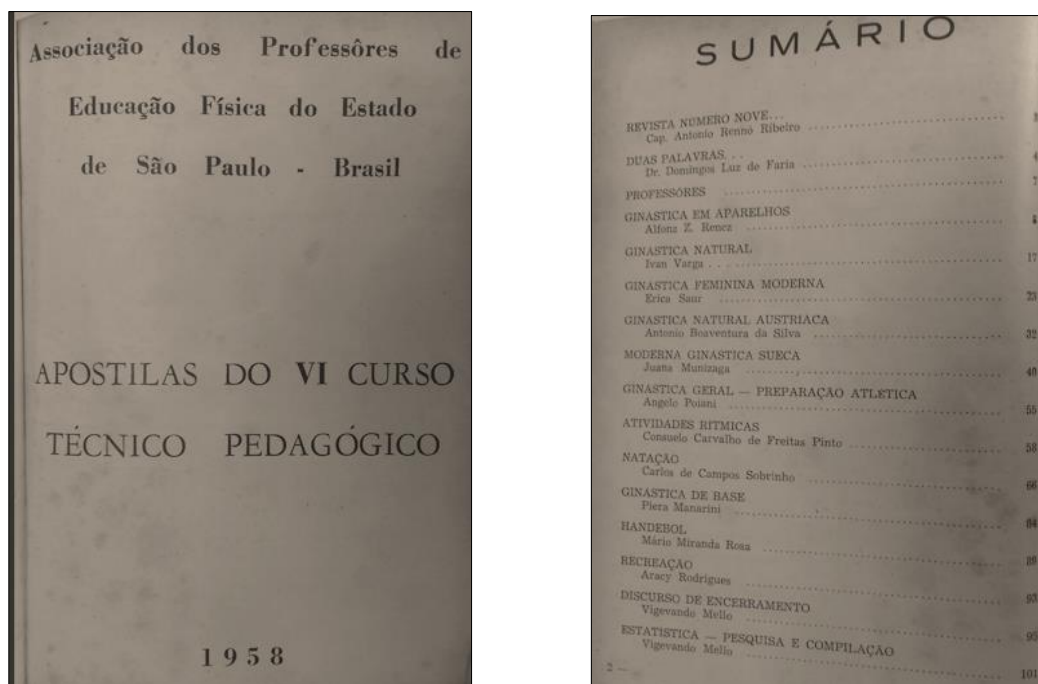 Associação dos Professôres de
Educação Física do Estado
de São Paulo - Brasil
APOSTILAS DO VI CURSO
TÉCNICO PEDAGÓGICO
1958
SUMÁRIO
REVISTA NUMERO NOVE...
Cap. Antonio Rennó Ribeiro
DUAS PALAVRAS...
Dr. Domingos Luz de Faria
PROFESSÔRES
GINASTICA EM APARELHOS
Alfons Z. Rencz
GINASTICA NATURAL
Ivan Varga 17
GINASTICA FEMININA MODERNA
Erica Saur 23
GINASTICA NATURAL AUSTRIACA
Antonio Boaventura da Silva 32
MODERNA GINASTICA SUECA
Juana Munizaga 40
GINASTICA GERAL — PREPARAÇÃO ATLETICA
Angelo Poiani 55
ATIVIDADES RITMICAS
Consuelo Carvalho de Freitas Pinto 58
NATAÇÃO
Carlos de Campos Sobrinho 66
GINASTICA DE BASE
Piera Manarini 84
HANDEBOL
Mário Miranda Rosa 89
RECREAÇÃO
Aracy Rodrigues 93
DISCURSO DE ENCERRAMENTO
Vigevando Mello 95
ESTATISTICA — PESQUISA E COMPILAÇÃO
Vigevando Mello 101
2 —